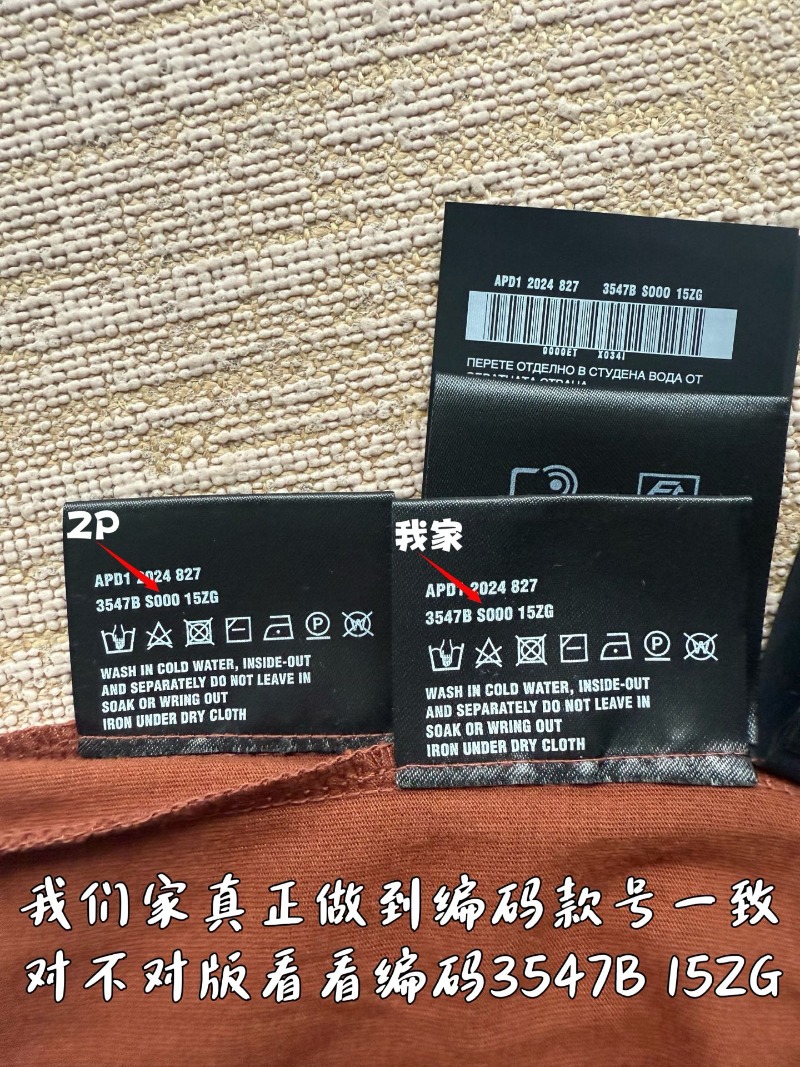 APD1 2024 827 3547B S000 15ZG
0000ET X034I
ПЕРЕТЕ ОТДЕЛНО В СТУДЕНА ВОДА ОТ
ZP
APD1 2024 827
3547B S000 15ZG
WASH IN COLD WATER, INSIDE-OUT
AND SEPARATELY DO NOT LEAVE IN
SOAK OR WRING OUT
IRON UNDER DRY CLOTH
我家
APD1 2024 827
3547B S000 15ZG
WASH IN COLD WATER, INSIDE-OUT
AND SEPARATELY DO NOT LEAVE IN
SOAK OR WRING OUT
IRON UNDER DRY CLOTH
我们家真正做到编码款号一致
对不对版看看编码3547B 15ZG